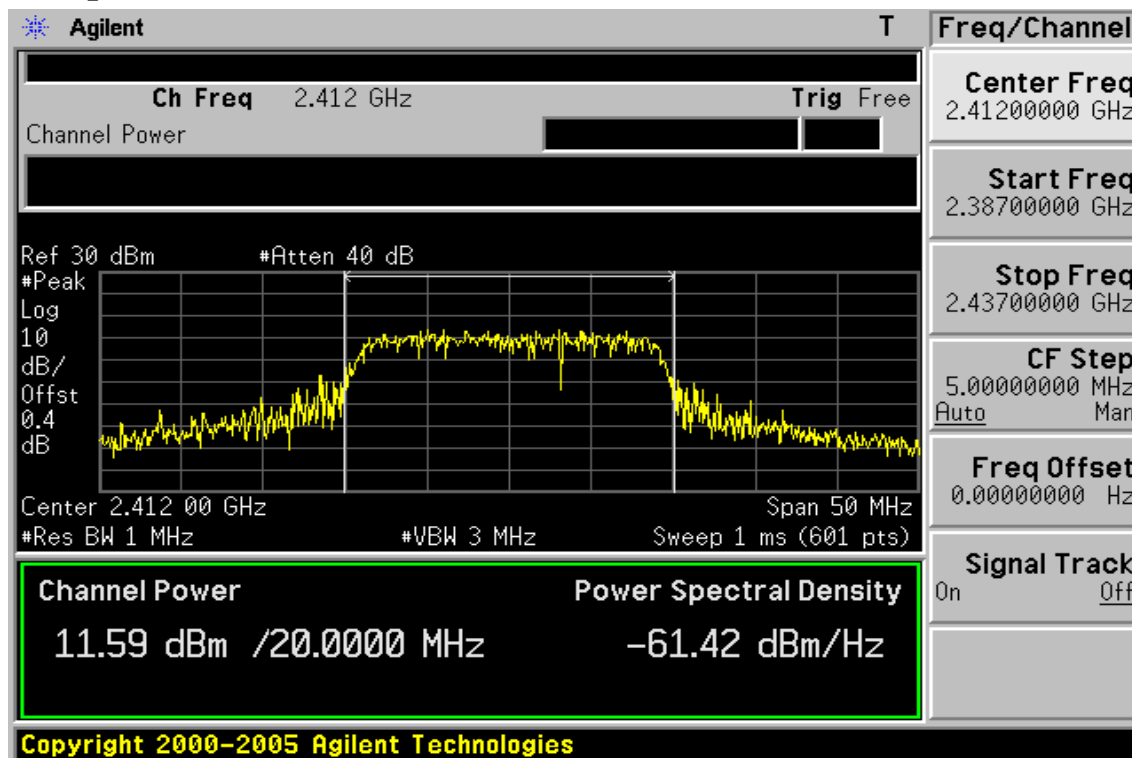 Agilent T
Freq/Channel
Ch Freq 2.412 GHz Trig Free
Channel Power
Center Freq
2.41200000 GHz
Start Freq
2.38700000 GHz
Stop Freq
2.43700000 GHz
CF Step
5.00000000 MHz
Auto Man
Freq Offset
0.00000000 Hz
Signal Track
On Off
Ref 30 dBm #Atten 40 dB
#Peak
Log
10
dB/
Offst
0.4
dB
Center 2.412 00 GHz Span 50 MHz
#Res BW 1 MHz #VBW 3 MHz Sweep 1 ms (601 pts)
Channel Power Power Spectral Density
11.59 dBm /20.0000 MHz -61.42 dBm/Hz
Copyright 2000-2005 Agilent Technologies